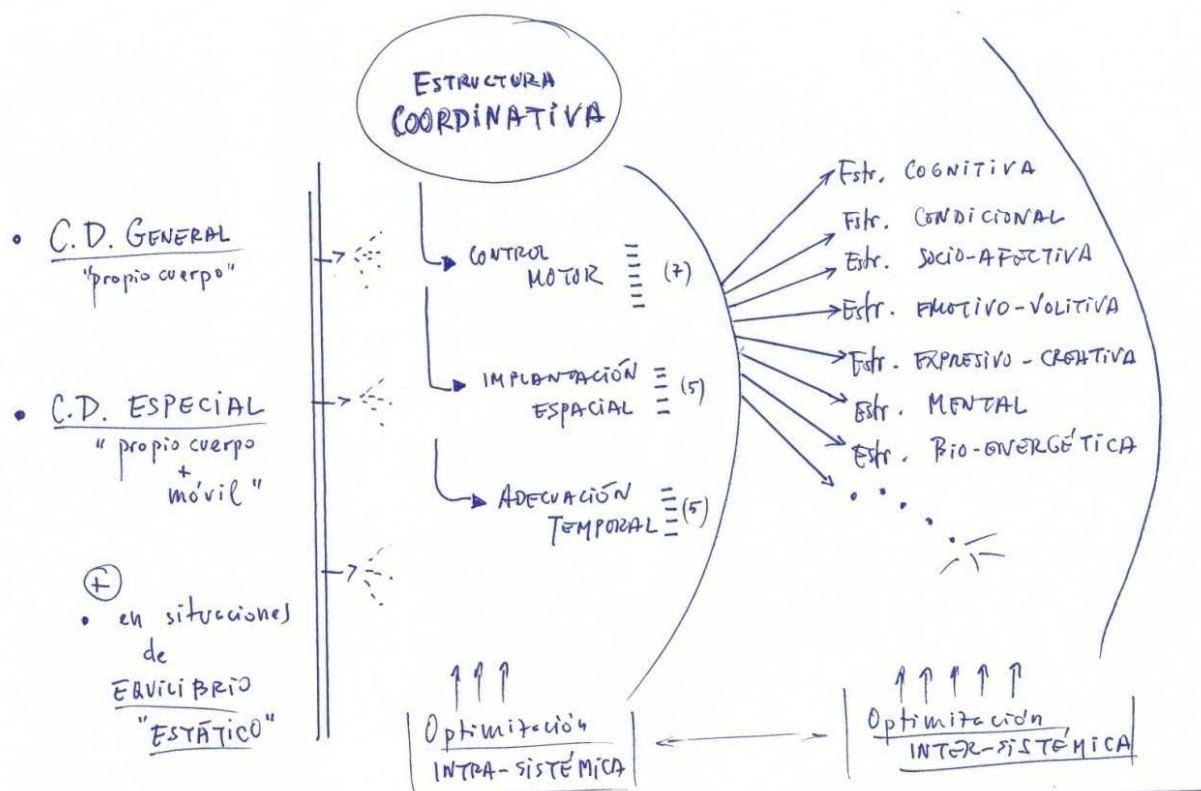 ESTRUCTURA
COORDINATIVA
• C.D. GENERAL
"propio cuerpo"
• C.D. ESPECIAL
"propio cuerpo
+
móvil"
+
• en situaciones
de
EQUILIBRIO
"ESTÁTICO"
CONTROL
MOTOR (7)
IMPLANTACIÓN
ESPACIAL (5)
ADECUACIÓN
TEMPORAL (5)
Optimización
INTRA-SISTÉMICA
Estr. COGNITIVA
Estr. CONDICIONAL
Estr. SOCIO-AFECTIVA
Estr. EMOTIVO-VOLITIVA
Estr. EXPRESIVO-CREATIVA
Estr. MENTAL
Estr. BiO-ENERGÉTICA
Optimización
INTER-SISTÉMICA